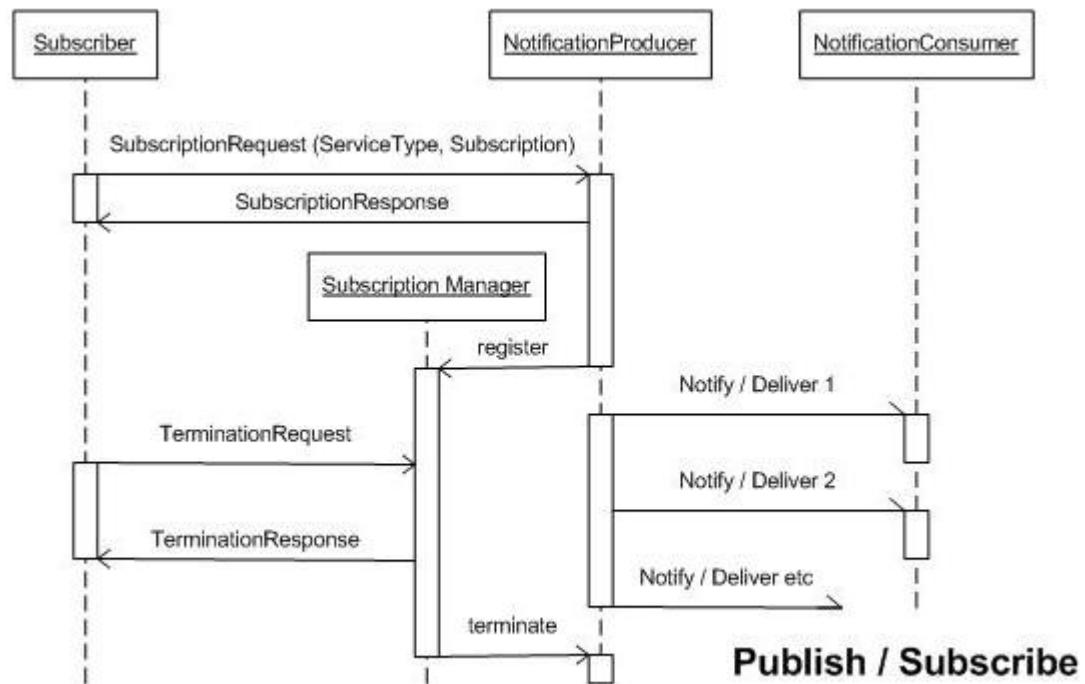 Subscriber
NotificationProducer
NotificationConsumer
SubscriptionRequest (ServiceType, Subscription)
SubscriptionResponse
Subscription Manager
register
Notify / Deliver 1
TerminationRequest
Notify / Deliver 2
TerminationResponse
Notify / Deliver etc
terminate
Publish / Subscribe